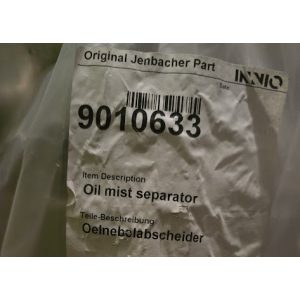 Original Jenbacher Part
INNIO
9010633
Item Description
Oil mist separator
Teile-Beschreibung
Oelnebelabscheider